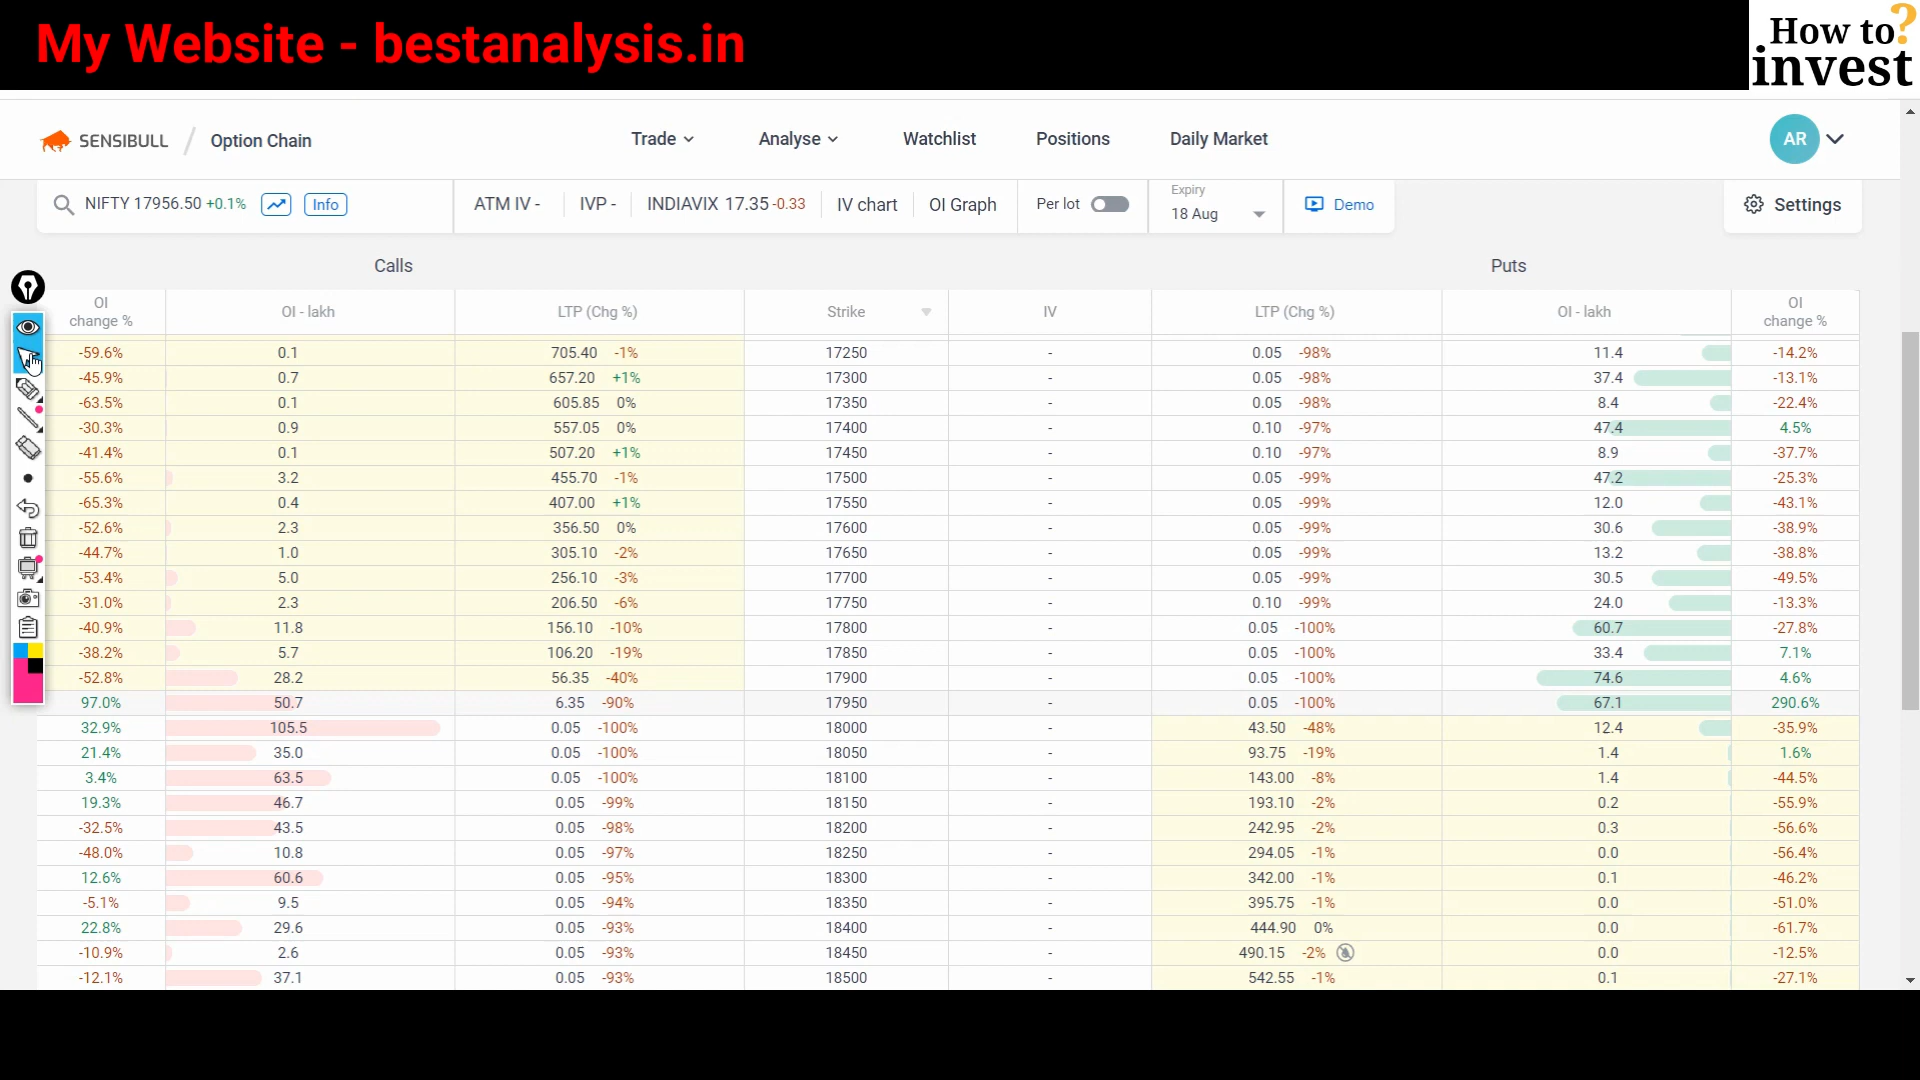 My Website - bestanalysis.in
How to?
invest
SENSIBULL / Option Chain Trade Analyse Watchlist Positions Daily Market AR
NIFTY 17956.50 +0.1% Info ATM IV - IVP - INDIAVIX 17.35 -0.33 IV chart OI Graph Per lot Expiry 18 Aug Demo Settings
Calls Puts
OI change % OI - lakh LTP (Chg %) Strike IV LTP (Chg %) OI - lakh OI change %
-59.6% 0.1 705.40 -1% 17250 - 0.05 -98% 11.4 -14.2%
-45.9% 0.7 657.20 +1% 17300 - 0.05 -98% 37.4 -13.1%
-63.5% 0.1 605.85 0% 17350 - 0.05 -98% 8.4 -22.4%
-30.3% 0.9 557.05 0% 17400 - 0.10 -97% 47.4 4.5%
-41.4% 0.1 507.20 +1% 17450 - 0.10 -97% 8.9 -37.7%
-55.6% 3.2 455.70 -1% 17500 - 0.05 -99% 47.2 -25.3%
-65.3% 0.4 407.00 +1% 17550 - 0.05 -99% 12.0 -43.1%
-52.6% 2.3 356.50 0% 17600 - 0.05 -99% 30.6 -38.9%
-44.7% 1.0 305.10 -2% 17650 - 0.05 -99% 13.2 -38.8%
-53.4% 5.0 256.10 -3% 17700 - 0.05 -99% 30.5 -49.5%
-31.0% 2.3 206.50 -6% 17750 - 0.10 -99% 24.0 -13.3%
-40.9% 11.8 156.10 -10% 17800 - 0.05 -100% 60.7 -27.8%
-38.2% 5.7 106.20 -19% 17850 - 0.05 -100% 33.4 7.1%
-52.8% 28.2 56.35 -40% 17900 - 0.05 -100% 74.6 4.6%
97.0% 50.7 6.35 -90% 17950 - 0.05 -100% 67.1 290.6%
32.9% 105.5 0.05 -100% 18000 - 43.50 -48% 12.4 -35.9%
21.4% 35.0 0.05 -100% 18050 - 93.75 -19% 1.4 1.6%
3.4% 63.5 0.05 -100% 18100 - 143.00 -8% 1.4 -44.5%
19.3% 46.7 0.05 -99% 18150 - 193.10 -2% 0.2 -55.9%
-32.5% 43.5 0.05 -98% 18200 - 242.95 -2% 0.3 -56.6%
-48.0% 10.8 0.05 -97% 18250 - 294.05 -1% 0.0 -56.4%
12.6% 60.6 0.05 -95% 18300 - 342.00 -1% 0.1 -46.2%
-5.1% 9.5 0.05 -94% 18350 - 395.75 -1% 0.0 -51.0%
22.8% 29.6 0.05 -93% 18400 - 444.90 0% 0.0 -61.7%
-10.9% 2.6 0.05 -93% 18450 - 490.15 -2% 0.0 -12.5%
-12.1% 37.1 0.05 -93% 18500 - 542.55 -1% 0.1 -27.1%